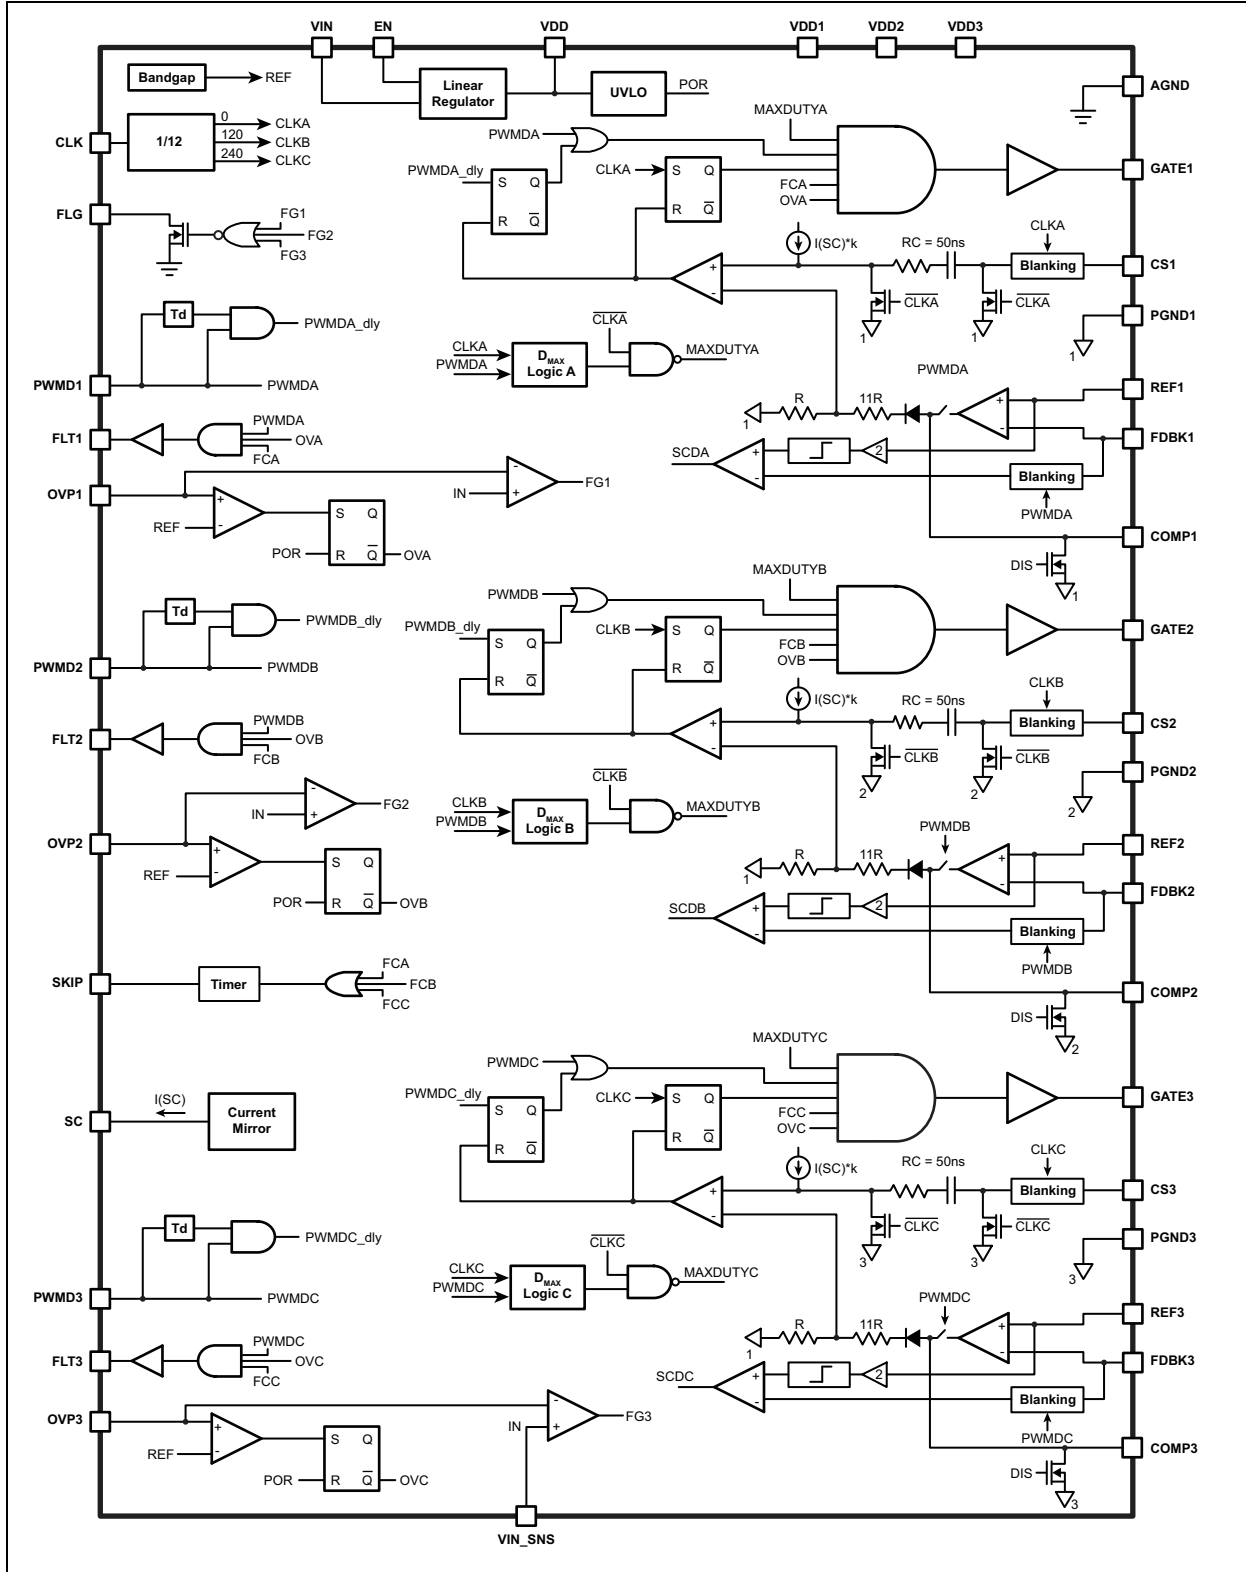 VIN EN VDD VDD1 VDD2 VDD3
Bandgap REF
Linear Regulator
UVLO POR
AGND
CLK 1/12
0 CLKA
120 CLKB
240 CLKC
FLG FG1
FG2
FG3
MAXDUTYA
PWMDA
PWMDA_dly S Q
R Q̅
CLKA S Q
R Q̅
FCA
OVA
GATE1
I(SC)*k RC = 50ns CLKA
Blanking CS1
+
-
C̅L̅K̅A̅ C̅L̅K̅A̅
1 1
PGND1
1
Td PWMDA_dly
PWMD1 PWMDA
CLKA
PWMDA
DMAX
Logic A
C̅L̅K̅A̅
MAXDUTYA
PWMDA
REF1
1 R 11R + -
FDBK1
SCDA + - 2
Blanking
PWMDA
COMP1
DIS
1
FLT1 PWMDA
OVA
FCA
OVP1 - +
IN FG1
+ -
REF
S Q
POR R Q̅ OVA
MAXDUTYB
PWMDB
PWMDB_dly S Q
R Q̅
CLKB S Q
R Q̅
FCB
OVB
GATE2
I(SC)*k RC = 50ns CLKB
Blanking CS2
+
-
C̅L̅K̅B̅ C̅L̅K̅B̅
2 2
PGND2
2
Td PWMDB_dly
PWMD2 PWMDB
FLT2 PWMDB
OVB
FCB
CLKB
PWMDB
DMAX
Logic B
C̅L̅K̅B̅
MAXDUTYB
PWMDB
REF2
1 R 11R + -
FDBK2
SCDB + - 2
Blanking
PWMDB
COMP2
DIS
2
- +
IN FG2
OVP2 + -
REF
S Q
POR R Q̅ OVB
SKIP Timer FCA
FCB
FCC
SC I(SC) Current Mirror
MAXDUTYC
PWMDC
PWMDC_dly S Q
R Q̅
CLKC S Q
R Q̅
FCC
OVC
GATE3
I(SC)*k RC = 50ns CLKC
Blanking CS3
+
-
C̅L̅K̅C̅ C̅L̅K̅C̅
3 3
PGND3
3
Td PWMDC_dly
PWMD3 PWMDC
CLKC
PWMDC
DMAX
Logic C
C̅L̅K̅C̅
MAXDUTYC
PWMDC
REF3
1 R 11R + -
FDBK3
SCDC + - 2
Blanking
PWMDC
COMP3
DIS
3
FLT3 PWMDC
OVC
FCC
OVP3 - +
IN FG3
+ -
REF
S Q
POR R Q̅ OVC
VIN_SNS